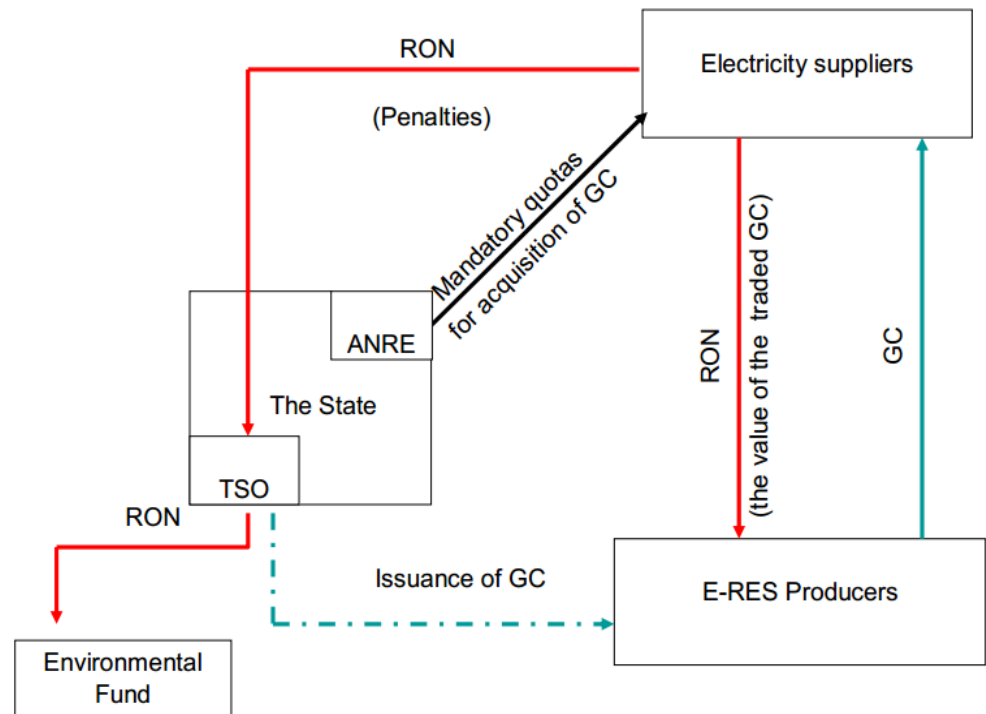 RON
Electricity suppliers
(Penalties)
Mandatory quotas
for acquisition of GC
RON
(the value of the traded GC)
GC
ANRE
The State
TSO
RON
Issuance of GC
E-RES Producers
Environmental
Fund